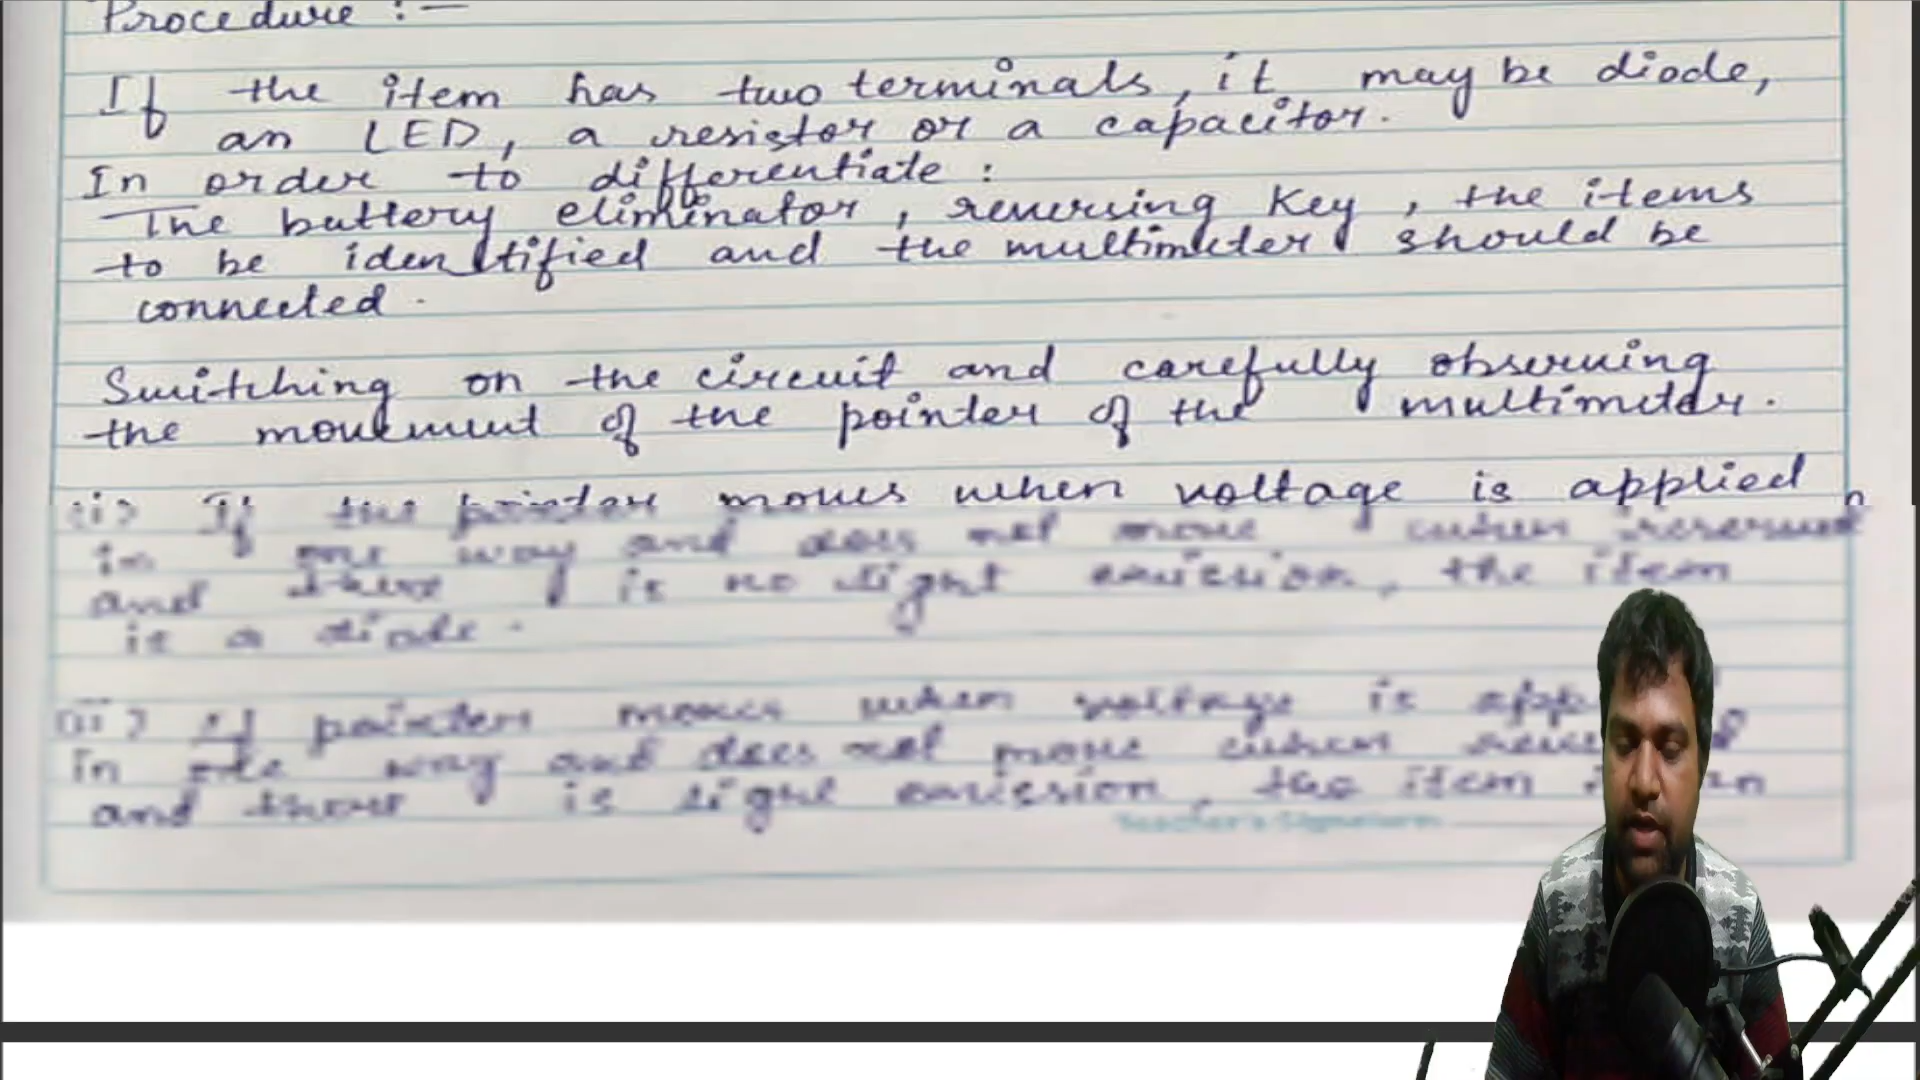 Procedure :-
If the item has two terminals, it may be diode,
an LED, a resistor or a capacitor.
In order to differentiate :
The battery eliminator, reversing Key, the items
to be identified and the multimeter should be
connected.
Switching on the circuit and carefully observing
the movement of the pointer of the multimeter.
(i) If the pointer moves when voltage is applied
in one way and does not move when reversed
and there is no light emission, the item
is a diode.
(ii) If pointer moves when voltage is
in one way and does not move when
and there is light emission, the item
Teacher's Signature